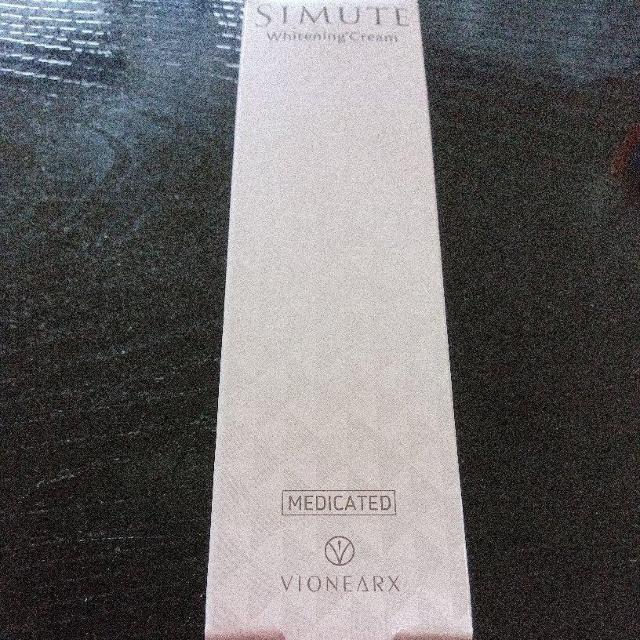 SIMUTE
Whitening Cream
MEDICATED
VIONEARX